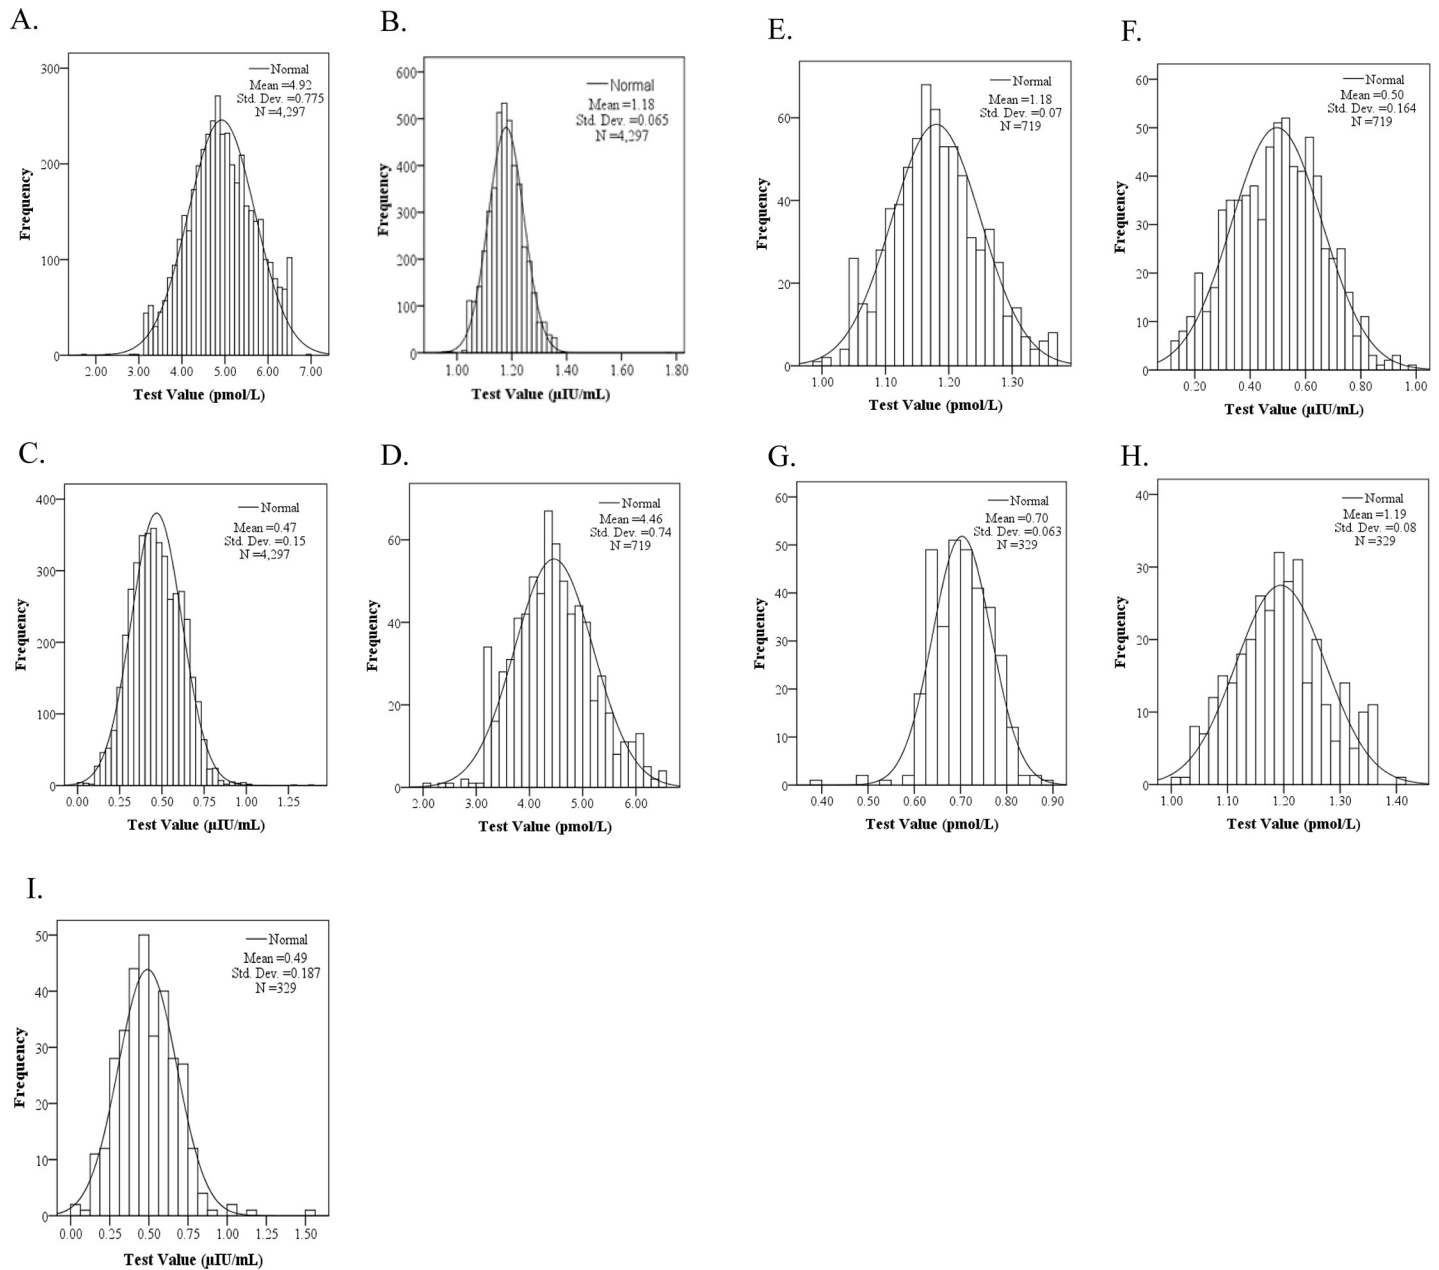 A.
300
200
100
0
Frequency
Normal
Mean =4.92
Std. Dev. =0.775
N =4,297
2.00 3.00 4.00 5.00 6.00 7.00
Test Value (pmol/L)
B.
600
500
400
300
200
100
0
Frequency
Normal
Mean =1.18
Std. Dev. =0.065
N =4,297
1.00 1.20 1.40 1.60 1.80
Test Value (µIU/mL)
E.
60
40
20
0
Frequency
Normal
Mean =1.18
Std. Dev. =0.07
N =719
1.00 1.10 1.20 1.30
Test Value (pmol/L)
F.
60
50
40
30
20
10
0
Frequency
Normal
Mean =0.50
Std. Dev. =0.164
N =719
0.20 0.40 0.60 0.80 1.00
Test Value (µIU/mL)
C.
400
300
200
100
0
Frequency
Normal
Mean =0.47
Std. Dev. =0.15
N =4,297
0.00 0.25 0.50 0.75 1.00 1.25
Test Value (µIU/mL)
D.
60
40
20
0
Frequency
Normal
Mean =4.46
Std. Dev. =0.74
N =719
2.00 3.00 4.00 5.00 6.00
Test Value (pmol/L)
G.
60
50
40
30
20
10
0
Frequency
Normal
Mean =0.70
Std. Dev. =0.063
N =329
0.40 0.50 0.60 0.70 0.80 0.90
Test Value (pmol/L)
H.
40
30
20
10
0
Frequency
Normal
Mean =1.19
Std. Dev. =0.08
N =329
1.00 1.10 1.20 1.30 1.40
Test Value (pmol/L)
I.
50
40
30
20
10
0
Frequency
Normal
Mean =0.49
Std. Dev. =0.187
N =329
0.00 0.25 0.50 0.75 1.00 1.25 1.50
Test Value (µIU/mL)